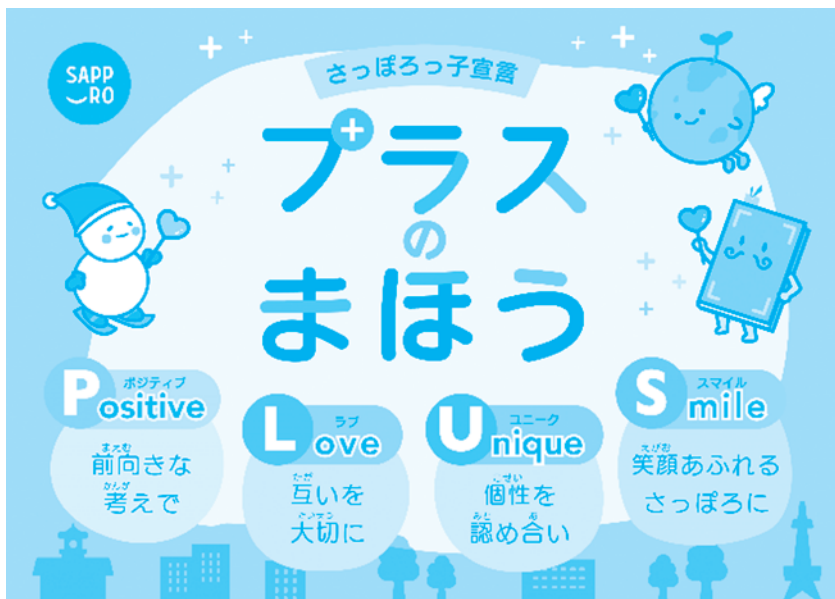 SAPP
RO
さっぽろっ子宣言
プラス
の
まほう
ポジティブ
Positive
まえむ
前向きな
かんが
考えで
ラブ
Love
たが
互いを
たいせつ
大切に
ユニーク
Unique
こせい
個性を
みと あ
認め合い
スマイル
Smile
えがお
笑顔あふれる
さっぽろに